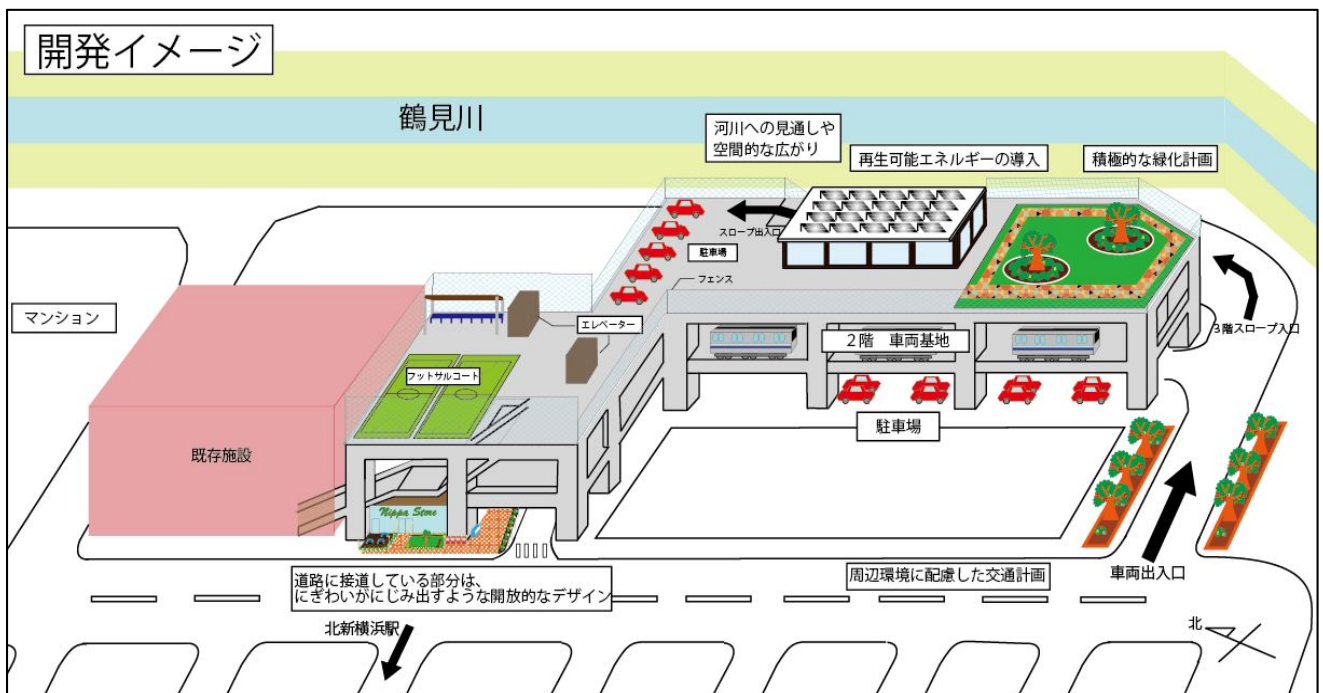 開発イメージ
鶴見川
河川への見通しや
空間的な広がり
再生可能エネルギーの導入
積極的な緑化計画
スロープ出入口
駐車場
フェンス
マンション
エレベーター
3階スロープ入口
2階 車両基地
フットサルコート
駐車場
既存施設
Nippa Store
道路に接道している部分は、
にぎわいがにじみ出すような開放的なデザイン
周辺環境に配慮した交通計画
車両出入口
北新横浜駅
北